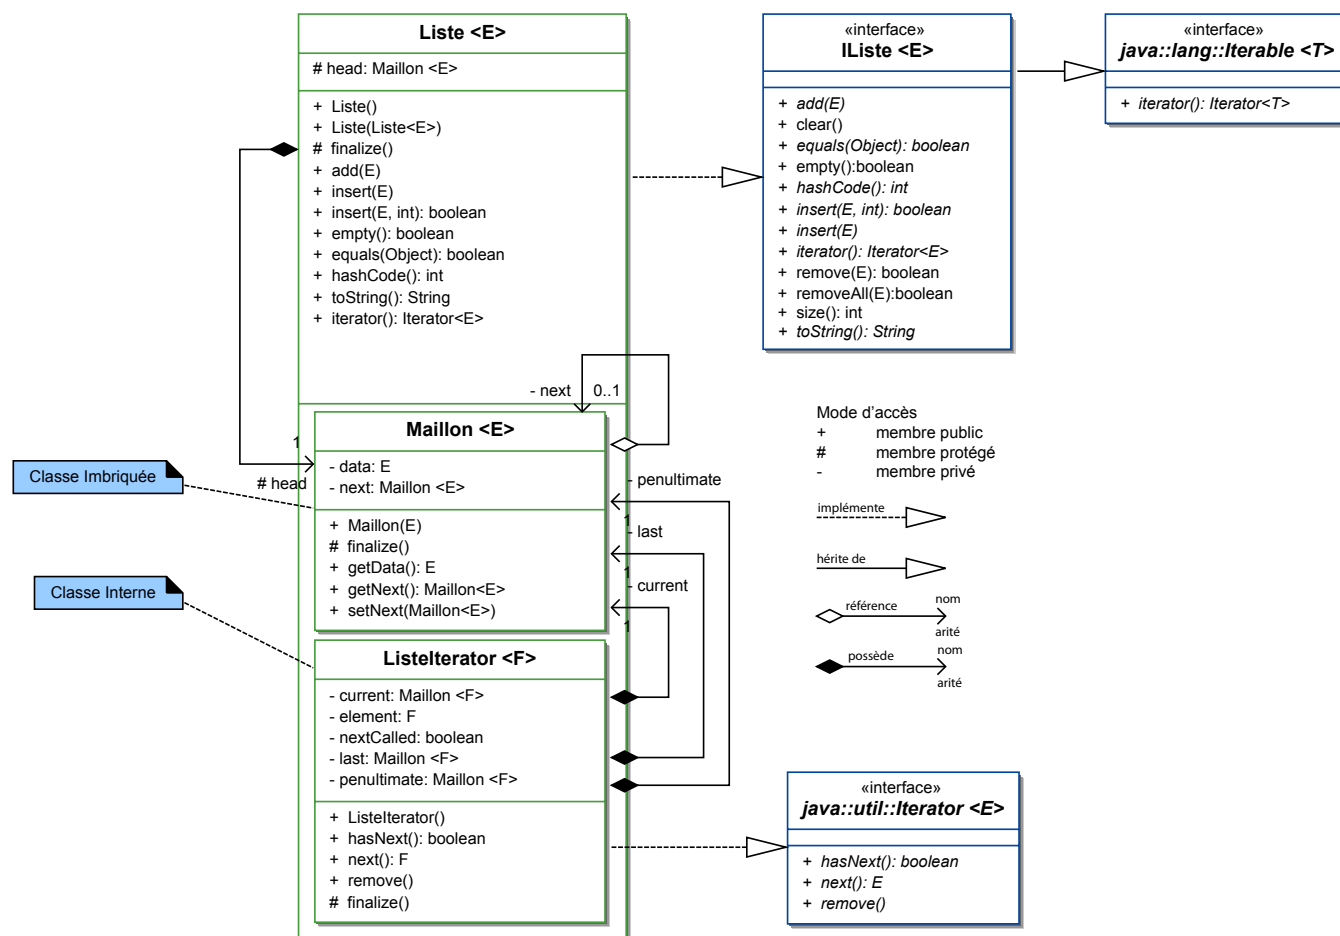 Liste <E>
# head: Maillon <E>
+ Liste()
+ Liste(Liste<E>)
# finalize()
+ add(E)
+ insert(E)
+ insert(E, int): boolean
+ empty(): boolean
+ equals(Object): boolean
+ hashCode(): int
+ toString(): String
+ iterator(): Iterator<E>
«interface»
IListe <E>
+ add(E)
+ clear()
+ equals(Object): boolean
+ empty():boolean
+ hashCode(): int
+ insert(E, int): boolean
+ insert(E)
+ iterator(): Iterator<E>
+ remove(E): boolean
+ removeAll(E):boolean
+ size(): int
+ toString(): String
«interface»
java::lang::Iterable <T>
+ iterator(): Iterator<T>
- next 0..1
1
# head
Maillon <E>
- data: E
- next: Maillon <E>
+ Maillon(E)
# finalize()
+ getData(): E
+ getNext(): Maillon<E>
+ setNext(Maillon<E>)
Classe Imbriquée
Classe Interne
- penultimate
1
- last
1
- current
1
ListeIterator <F>
- current: Maillon <F>
- element: F
- nextCalled: boolean
- last: Maillon <F>
- penultimate: Maillon <F>
+ ListeIterator()
+ hasNext(): boolean
+ next(): F
+ remove()
# finalize()
Mode d'accès
+ membre public
# membre protégé
- membre privé
implémente
hérite de
référence nom
arité
possède nom
arité
«interface»
java::util::Iterator <E>
+ hasNext(): boolean
+ next(): E
+ remove()